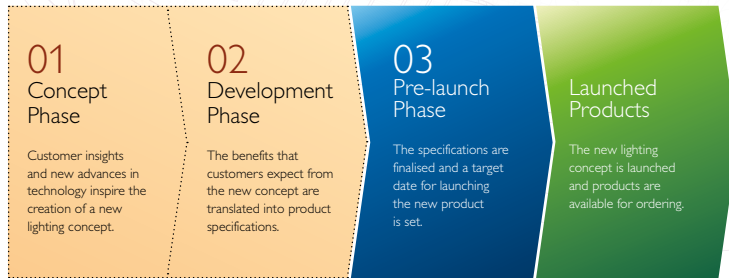 01
Concept
Phase
Customer insights
and new advances in
technology inspire the
creation of a new
lighting concept.
02
Development
Phase
The benefits that
customers expect from
the new concept are
translated into product
specifications.
03
Pre-launch
Phase
The specifications are
finalised and a target
date for launching
the new product
is set.
Launched
Products
The new lighting
concept is launched
and products are
available for ordering.